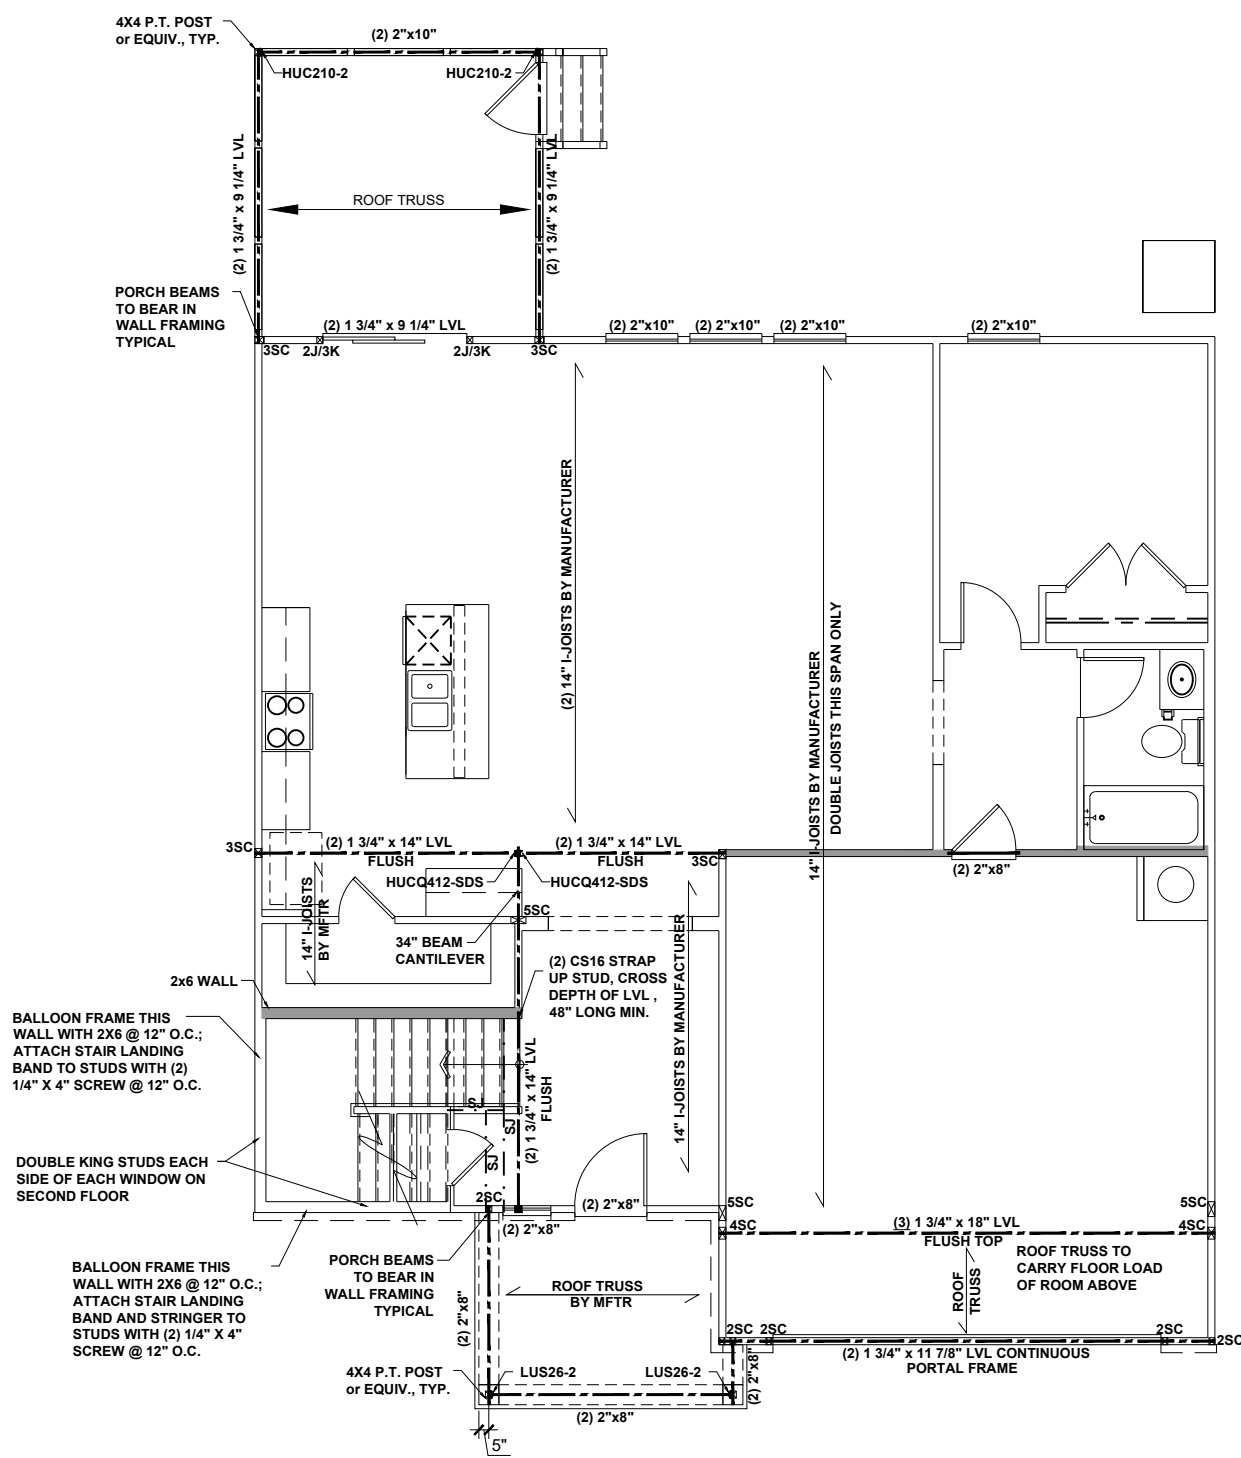 4X4 P.T. POST
or EQUIV., TYP.
(2) 2"x10"
HUC210-2
HUC210-2
(2) 1 3/4" x 9 1/4" LVL
(2) 1 3/4" x 9 1/4" LVL
ROOF TRUSS
PORCH BEAMS
TO BEAR IN
WALL FRAMING
TYPICAL
(2) 1 3/4" x 9 1/4" LVL
(2) 2"x10"
(2) 2"x10"
(2) 2"x10"
(2) 2"x10"
3SC
2J/3K
2J/3K
3SC
(2) 14" I-JOISTS BY MANUFACTURER
14" I-JOISTS BY MANUFACTURER
DOUBLE JOISTS THIS SPAN ONLY
3SC
(2) 1 3/4" x 14" LVL
FLUSH
(2) 1 3/4" x 14" LVL
FLUSH
3SC
HUCQ412-SDS
HUCQ412-SDS
(2) 2"x8"
14" I-JOISTS
BY MFTR
5SC
34" BEAM
CANTILEVER
14" I-JOISTS BY MANUFACTURER
(2) CS16 STRAP
UP STUD, CROSS
DEPTH OF LVL ,
48" LONG MIN.
2x6 WALL
BALLOON FRAME THIS
WALL WITH 2X6 @ 12" O.C.;
ATTACH STAIR LANDING
BAND TO STUDS WITH (2)
1/4" X 4" SCREW @ 12" O.C.
(2) 1 3/4" x 14" LVL
FLUSH
SJ
SJ
SJ
DOUBLE KING STUDS EACH
SIDE OF EACH WINDOW ON
SECOND FLOOR
2SC
(2) 2"x8"
(2) 2"x8"
5SC
5SC
4SC
4SC
(3) 1 3/4" x 18" LVL
FLUSH TOP
ROOF TRUSS TO
CARRY FLOOR LOAD
OF ROOM ABOVE
ROOF
TRUSS
BALLOON FRAME THIS
WALL WITH 2X6 @ 12" O.C.;
ATTACH STAIR LANDING
BAND AND STRINGER TO
STUDS WITH (2) 1/4" X 4"
SCREW @ 12" O.C.
PORCH BEAMS
TO BEAR IN
WALL FRAMING
TYPICAL
ROOF TRUSS
BY MFTR
(2) 2"x8"
2SC
2SC
2SC
2SC
(2) 1 3/4" x 11 7/8" LVL CONTINUOUS
PORTAL FRAME
4X4 P.T. POST
or EQUIV., TYP.
LUS26-2
LUS26-2
(2) 2"x8"
(2) 2"x8"
5"